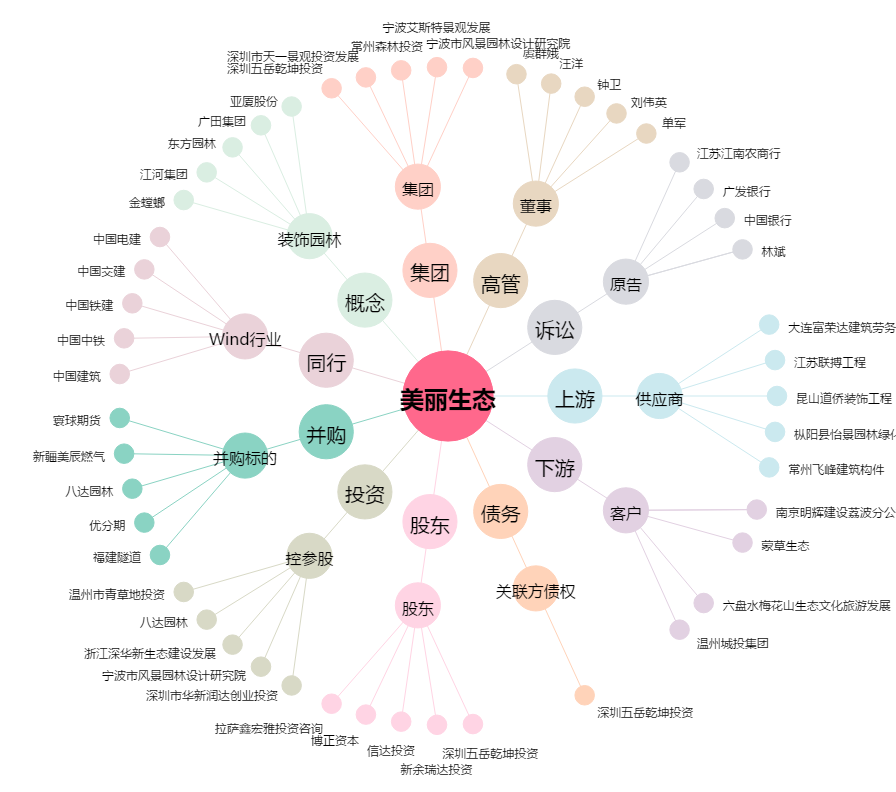 宁波艾斯特景观发展
常州森林投资
宁波市风景园林设计研究院
深圳市天一景观投资发展
深圳五岳乾坤投资
虞群娥
汪洋
钟卫
刘伟英
单军
亚厦股份
广田集团
东方园林
江河集团
金螳螂
集团
董事
江苏江南农商行
广发银行
中国银行
林斌
装饰园林
集团
高管
原告
中国电建
中国交建
中国铁建
中国中铁
中国建筑
概念
诉讼
Wind行业
同行
大连富荣达建筑劳务
江苏联搏工程
昆山道侨装饰工程
枞阳县怡景园林绿化
常州飞峰建筑构件
美丽生态
上游
供应商
寰球期货
新疆美辰燃气
八达园林
优分期
福建隧道
并购
并购标的
下游
客户
南京明辉建设荔波分公
蒙草生态
六盘水梅花山生态文化旅游发展
温州城投集团
投资
股东
债务
控参股
股东
关联方债权
温州市青草地投资
八达园林
浙江深华新生态建设发展
宁波市风景园林设计研究院
深圳市华新润达创业投资
深圳五岳乾坤投资
拉萨鑫宏雅投资咨询
博正资本
信达投资
深圳五岳乾坤投资
新余瑞达投资